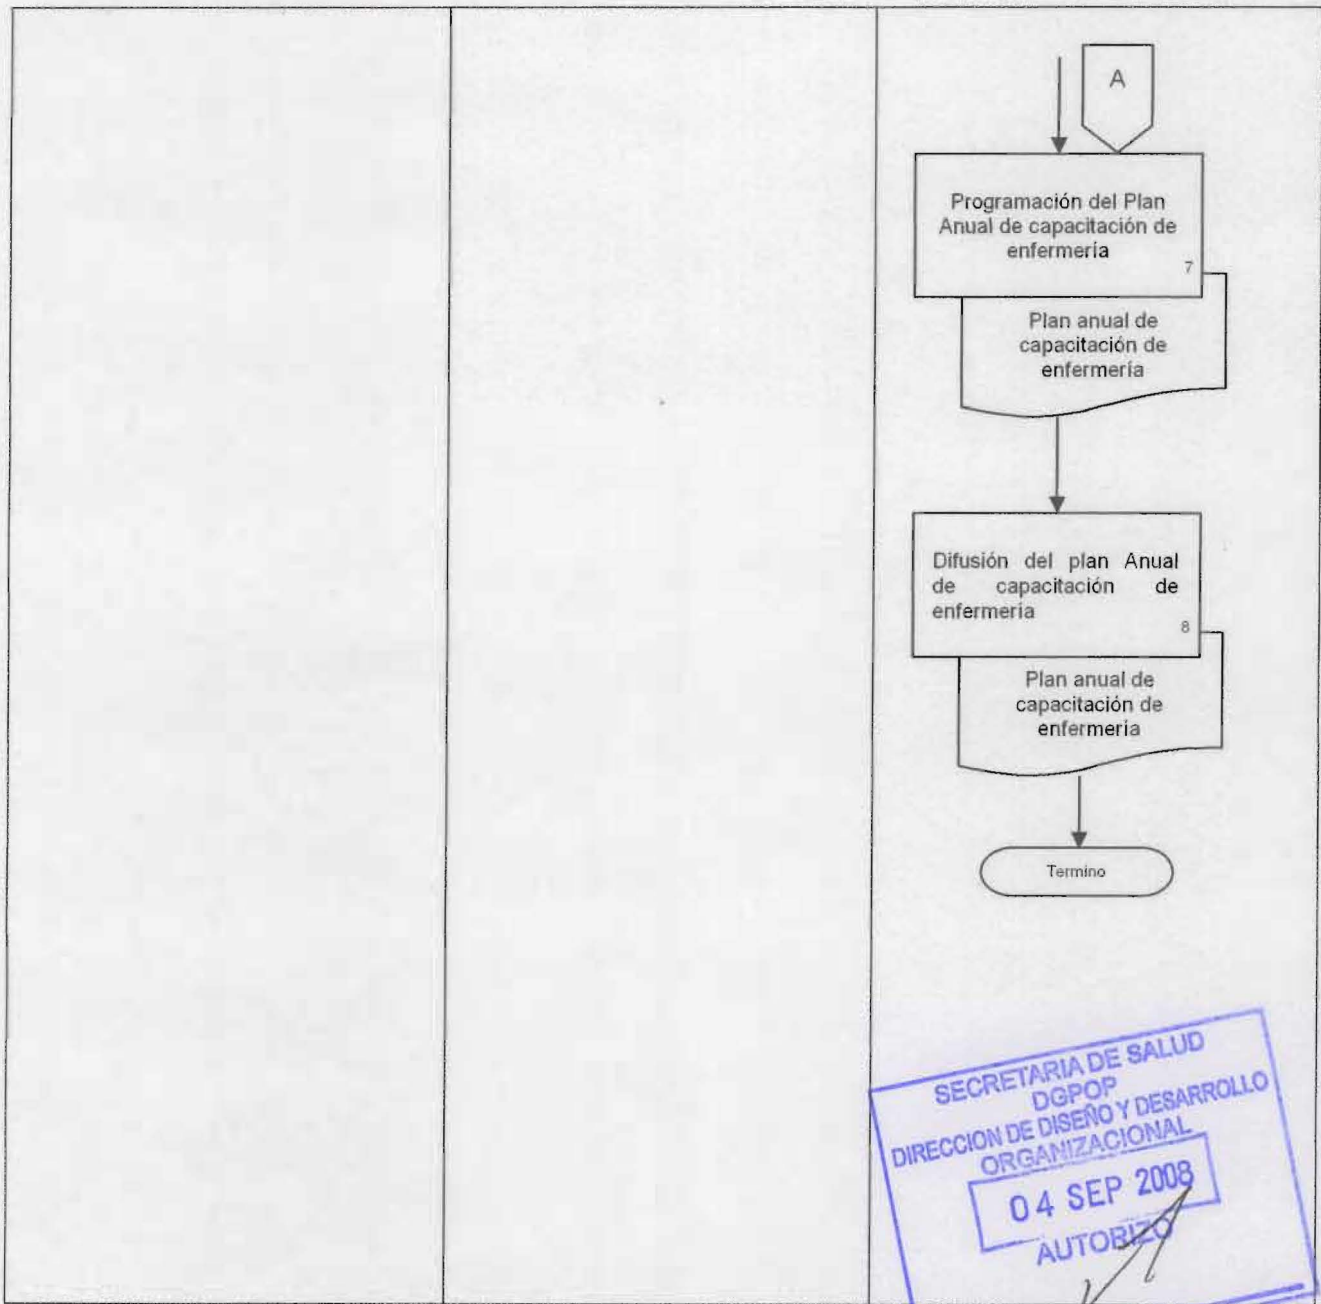 A
Programación del Plan
Anual de capacitación de
enfermería
7
Plan anual de
capacitación de
enfermería
Difusión del plan Anual
de capacitación de
enfermería
8
Plan anual de
capacitación de
enfermería
Termino
SECRETARIA DE SALUD
DGPOP
DIRECCION DE DISEÑO Y DESARROLLO
ORGANIZACIONAL
04 SEP 2008
AUTORIZO